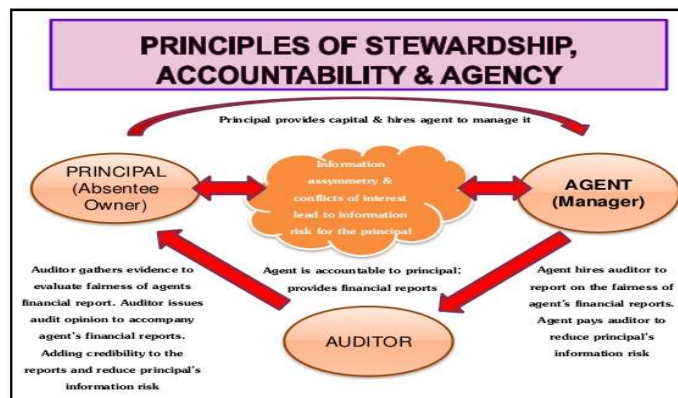 PRINCIPLES OF STEWARDSHIP,
ACCOUNTABILITY & AGENCY
Principal provides capital & hires agent to manage it
PRINCIPAL
(Absentee
Owner)
Information
assymmetry &
conflicts of interest
lead to information
risk for the principal
AGENT
(Manager)
Auditor gathers evidence to
evaluate fairness of agents
financial report. Auditor issues
audit opinion to accompany
agent's financial reports.
Adding credibility to the
reports and reduce principal's
information risk
Agent is accountable to principal;
provides financial reports
AUDITOR
Agent hires auditor to
report on the fairness of
agent's financial reports.
Agent pays auditor to
reduce principal's
information risk